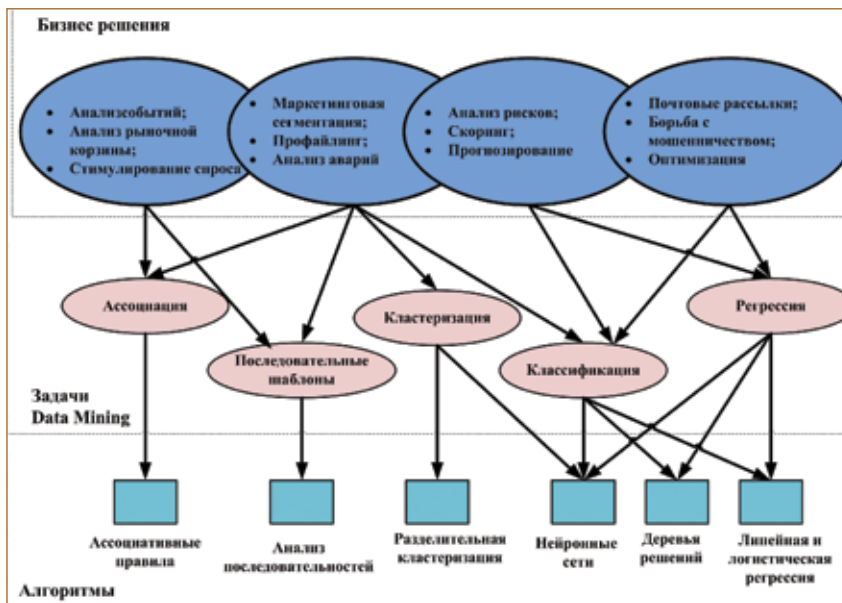 Бизнес решения
• Анализсобытий;
• Анализ рыночной
корзины;
• Стимулирование спроса
• Маркетинговая
сегментация;
• Профайлинг;
• Анализ аварий
• Анализ рисков;
• Скоринг;
• Прогнозирование
• Почтовые рассылки;
• Борьба с
мошенничеством;
• Оптимизация
Ассоциация
Кластеризация
Регрессия
Последовательные
шаблоны
Классификация
Задачи
Data Mining
Ассоциативные
правила
Анализ
последовательностей
Разделительная
кластеризация
Нейронные
сети
Деревья
решений
Линейная и
логистическая
регрессия
Алгоритмы